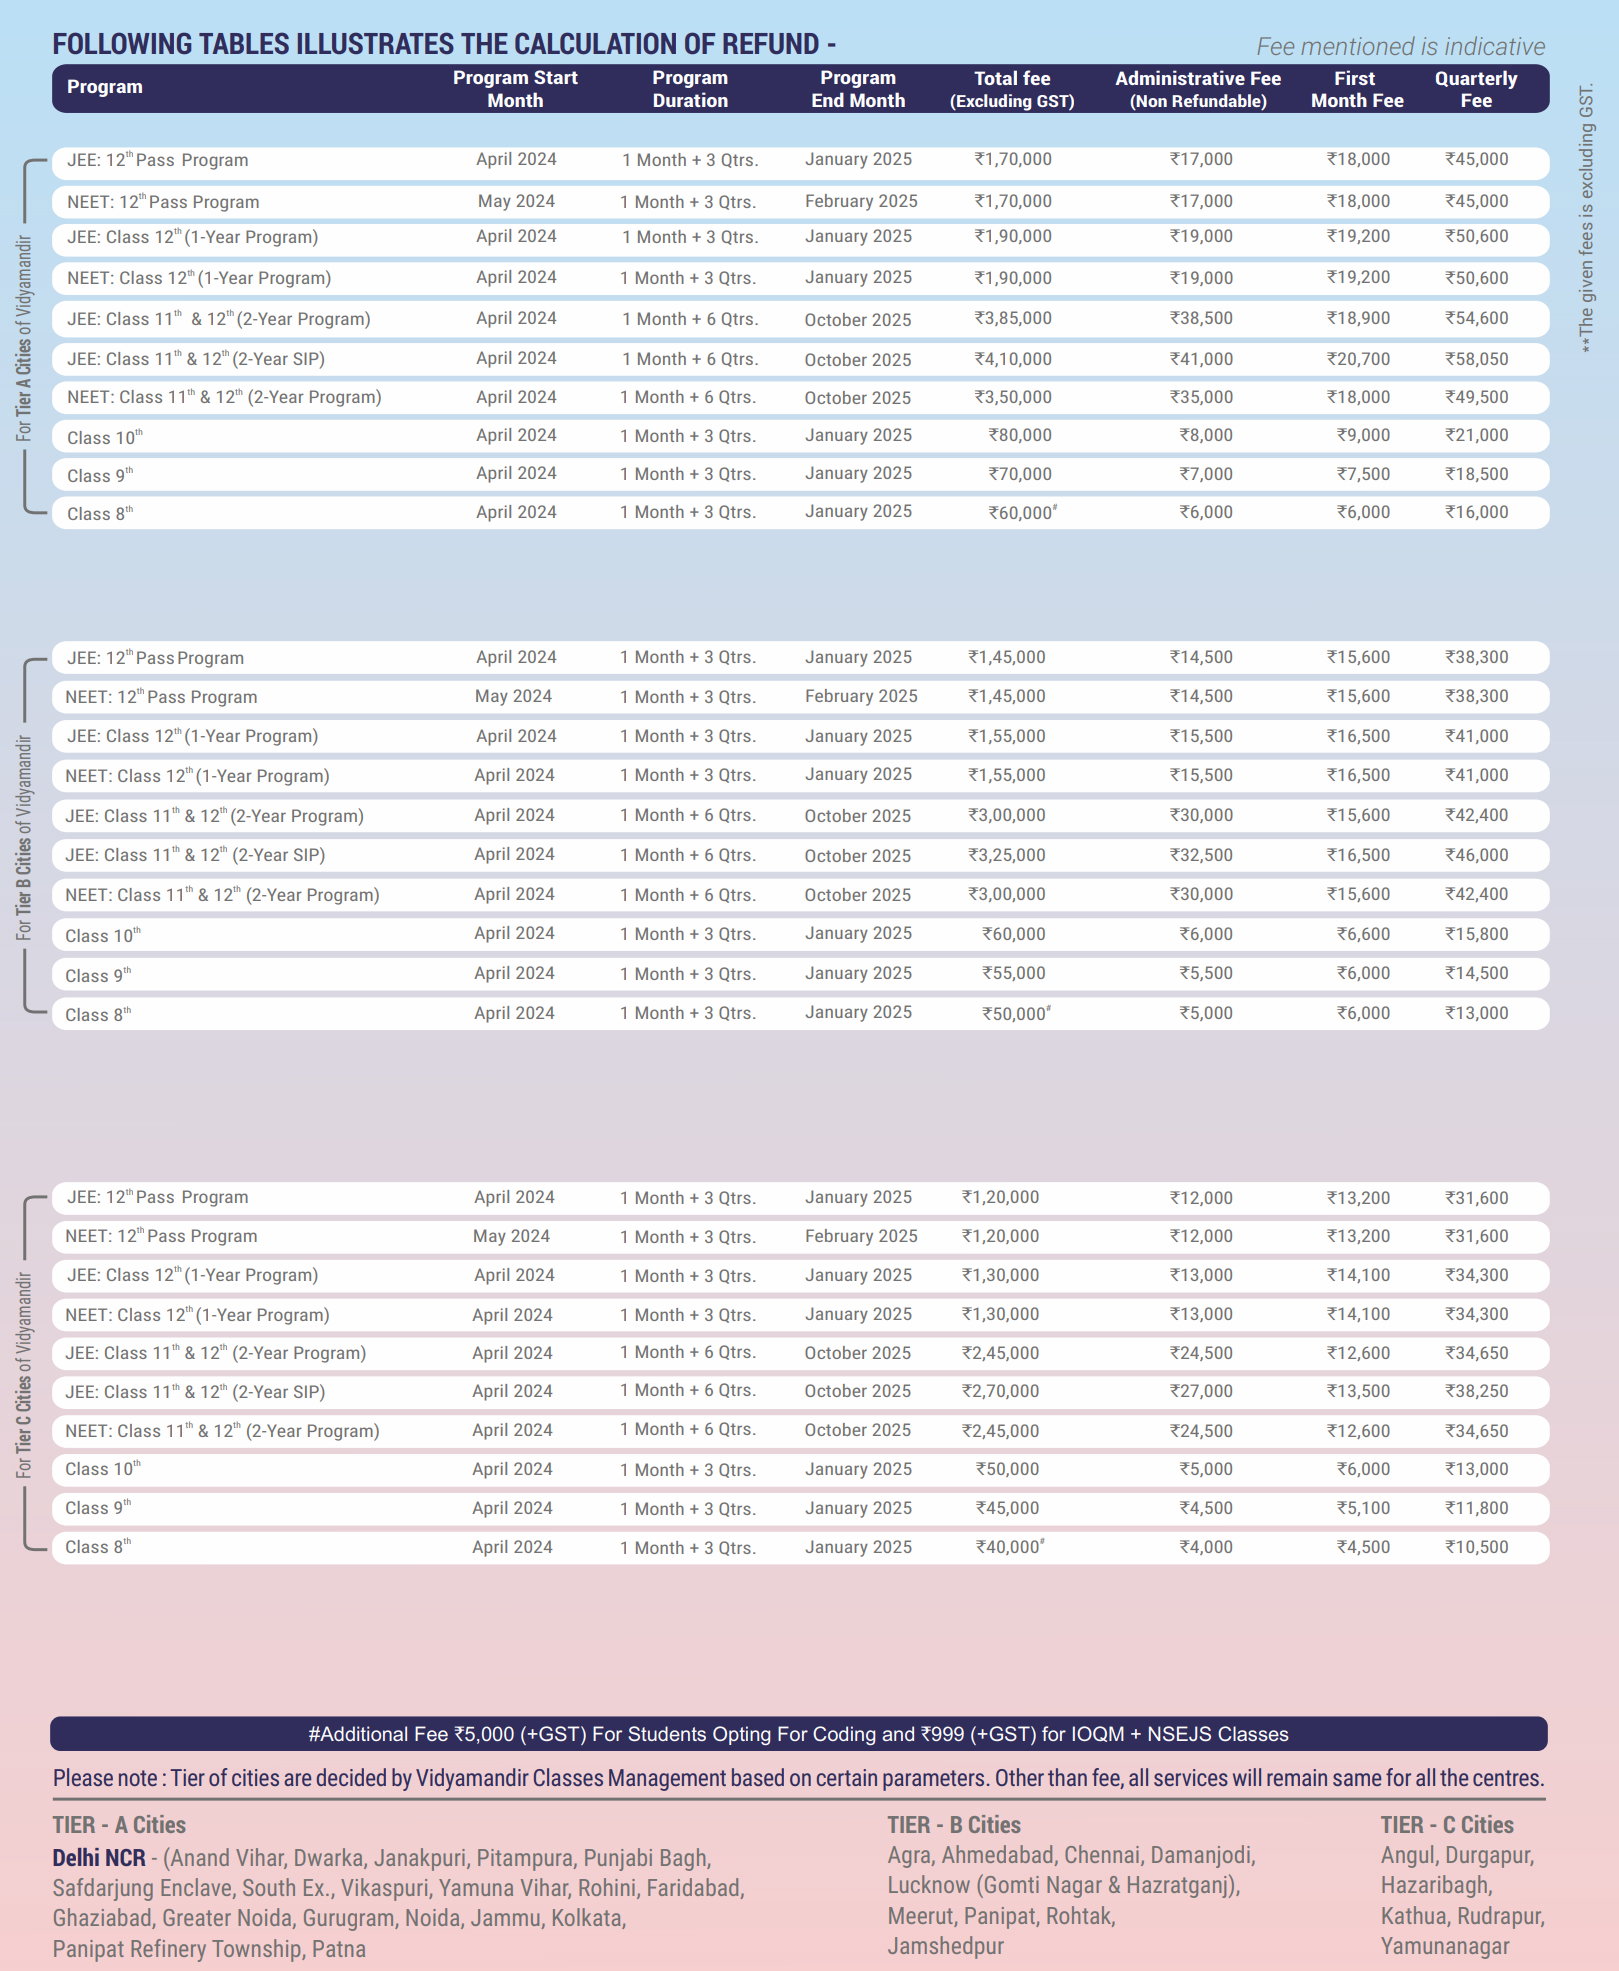 FOLLOWING TABLES ILLUSTRATES THE CALCULATION OF REFUND -
Fee mentioned is indicative
Program Program Start Month Program Duration Program End Month Total fee (Excluding GST) Administrative Fee (Non Refundable) First Month Fee Quarterly Fee
**The given fees is excluding GST.
For Tier A Cities of Vidyamandir
JEE: 12th Pass Program April 2024 1 Month + 3 Qtrs. January 2025 ₹1,70,000 ₹17,000 ₹18,000 ₹45,000
NEET: 12th Pass Program May 2024 1 Month + 3 Qtrs. February 2025 ₹1,70,000 ₹17,000 ₹18,000 ₹45,000
JEE: Class 12th (1-Year Program) April 2024 1 Month + 3 Qtrs. January 2025 ₹1,90,000 ₹19,000 ₹19,200 ₹50,600
NEET: Class 12th (1-Year Program) April 2024 1 Month + 3 Qtrs. January 2025 ₹1,90,000 ₹19,000 ₹19,200 ₹50,600
JEE: Class 11th & 12th (2-Year Program) April 2024 1 Month + 6 Qtrs. October 2025 ₹3,85,000 ₹38,500 ₹18,900 ₹54,600
JEE: Class 11th & 12th (2-Year SIP) April 2024 1 Month + 6 Qtrs. October 2025 ₹4,10,000 ₹41,000 ₹20,700 ₹58,050
NEET: Class 11th & 12th (2-Year Program) April 2024 1 Month + 6 Qtrs. October 2025 ₹3,50,000 ₹35,000 ₹18,000 ₹49,500
Class 10th April 2024 1 Month + 3 Qtrs. January 2025 ₹80,000 ₹8,000 ₹9,000 ₹21,000
Class 9th April 2024 1 Month + 3 Qtrs. January 2025 ₹70,000 ₹7,000 ₹7,500 ₹18,500
Class 8th April 2024 1 Month + 3 Qtrs. January 2025 ₹60,000# ₹6,000 ₹6,000 ₹16,000
For Tier B Cities of Vidyamandir
JEE: 12th Pass Program April 2024 1 Month + 3 Qtrs. January 2025 ₹1,45,000 ₹14,500 ₹15,600 ₹38,300
NEET: 12th Pass Program May 2024 1 Month + 3 Qtrs. February 2025 ₹1,45,000 ₹14,500 ₹15,600 ₹38,300
JEE: Class 12th (1-Year Program) April 2024 1 Month + 3 Qtrs. January 2025 ₹1,55,000 ₹15,500 ₹16,500 ₹41,000
NEET: Class 12th (1-Year Program) April 2024 1 Month + 3 Qtrs. January 2025 ₹1,55,000 ₹15,500 ₹16,500 ₹41,000
JEE: Class 11th & 12th (2-Year Program) April 2024 1 Month + 6 Qtrs. October 2025 ₹3,00,000 ₹30,000 ₹15,600 ₹42,400
JEE: Class 11th & 12th (2-Year SIP) April 2024 1 Month + 6 Qtrs. October 2025 ₹3,25,000 ₹32,500 ₹16,500 ₹46,000
NEET: Class 11th & 12th (2-Year Program) April 2024 1 Month + 6 Qtrs. October 2025 ₹3,00,000 ₹30,000 ₹15,600 ₹42,400
Class 10th April 2024 1 Month + 3 Qtrs. January 2025 ₹60,000 ₹6,000 ₹6,600 ₹15,800
Class 9th April 2024 1 Month + 3 Qtrs. January 2025 ₹55,000 ₹5,500 ₹6,000 ₹14,500
Class 8th April 2024 1 Month + 3 Qtrs. January 2025 ₹50,000# ₹5,000 ₹6,000 ₹13,000
For Tier C Cities of Vidyamandir
JEE: 12th Pass Program April 2024 1 Month + 3 Qtrs. January 2025 ₹1,20,000 ₹12,000 ₹13,200 ₹31,600
NEET: 12th Pass Program May 2024 1 Month + 3 Qtrs. February 2025 ₹1,20,000 ₹12,000 ₹13,200 ₹31,600
JEE: Class 12th (1-Year Program) April 2024 1 Month + 3 Qtrs. January 2025 ₹1,30,000 ₹13,000 ₹14,100 ₹34,300
NEET: Class 12th (1-Year Program) April 2024 1 Month + 3 Qtrs. January 2025 ₹1,30,000 ₹13,000 ₹14,100 ₹34,300
JEE: Class 11th & 12th (2-Year Program) April 2024 1 Month + 6 Qtrs. October 2025 ₹2,45,000 ₹24,500 ₹12,600 ₹34,650
JEE: Class 11th & 12th (2-Year SIP) April 2024 1 Month + 6 Qtrs. October 2025 ₹2,70,000 ₹27,000 ₹13,500 ₹38,250
NEET: Class 11th & 12th (2-Year Program) April 2024 1 Month + 6 Qtrs. October 2025 ₹2,45,000 ₹24,500 ₹12,600 ₹34,650
Class 10th April 2024 1 Month + 3 Qtrs. January 2025 ₹50,000 ₹5,000 ₹6,000 ₹13,000
Class 9th April 2024 1 Month + 3 Qtrs. January 2025 ₹45,000 ₹4,500 ₹5,100 ₹11,800
Class 8th April 2024 1 Month + 3 Qtrs. January 2025 ₹40,000# ₹4,000 ₹4,500 ₹10,500
#Additional Fee ₹5,000 (+GST) For Students Opting For Coding and ₹999 (+GST) for IOQM + NSEJS Classes
Please note : Tier of cities are decided by Vidyamandir Classes Management based on certain parameters. Other than fee, all services will remain same for all the centres.
TIER - A Cities
Delhi NCR - (Anand Vihar, Dwarka, Janakpuri, Pitampura, Punjabi Bagh,
Safdarjung Enclave, South Ex., Vikaspuri, Yamuna Vihar, Rohini, Faridabad,
Ghaziabad, Greater Noida, Gurugram, Noida, Jammu, Kolkata,
Panipat Refinery Township, Patna
TIER - B Cities
Agra, Ahmedabad, Chennai, Damanjodi,
Lucknow (Gomti Nagar & Hazratganj),
Meerut, Panipat, Rohtak,
Jamshedpur
TIER - C Cities
Angul, Durgapur,
Hazaribagh,
Kathua, Rudrapur,
Yamunanagar